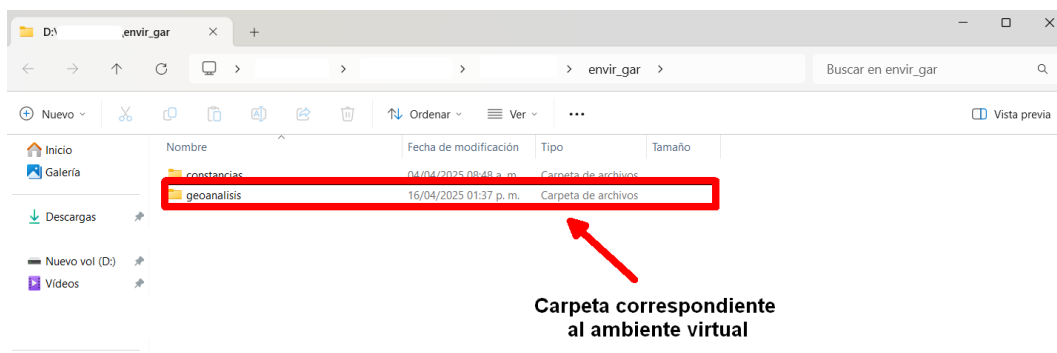 D:\ envir_gar
envir_gar
Buscar en envir_gar
Nuevo
Ordenar
Ver
Vista previa
Inicio
Galería
Descargas
Nuevo vol (D:)
Vídeos
Nombre Fecha de modificación Tipo Tamaño
constancias 04/04/2025 08:48 a. m. Carpeta de archivos
geoanalisis 16/04/2025 01:37 p. m. Carpeta de archivos
Carpeta correspondiente
al ambiente virtual